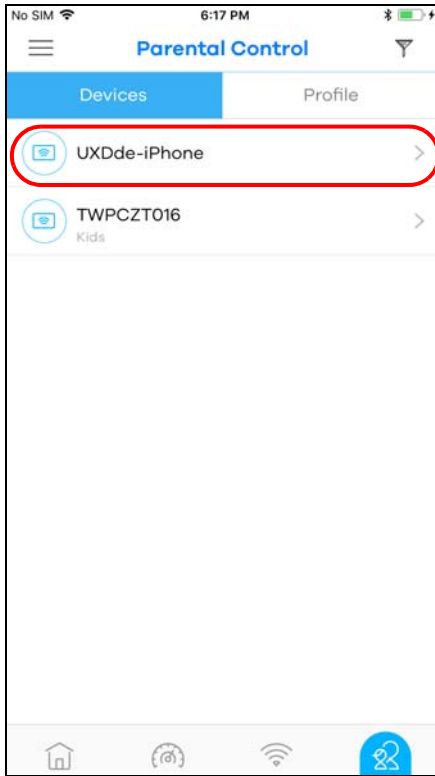 No SIM 6:17 PM
Parental Control
Devices Profile
UXDde-iPhone
TWPCZT016
Kids